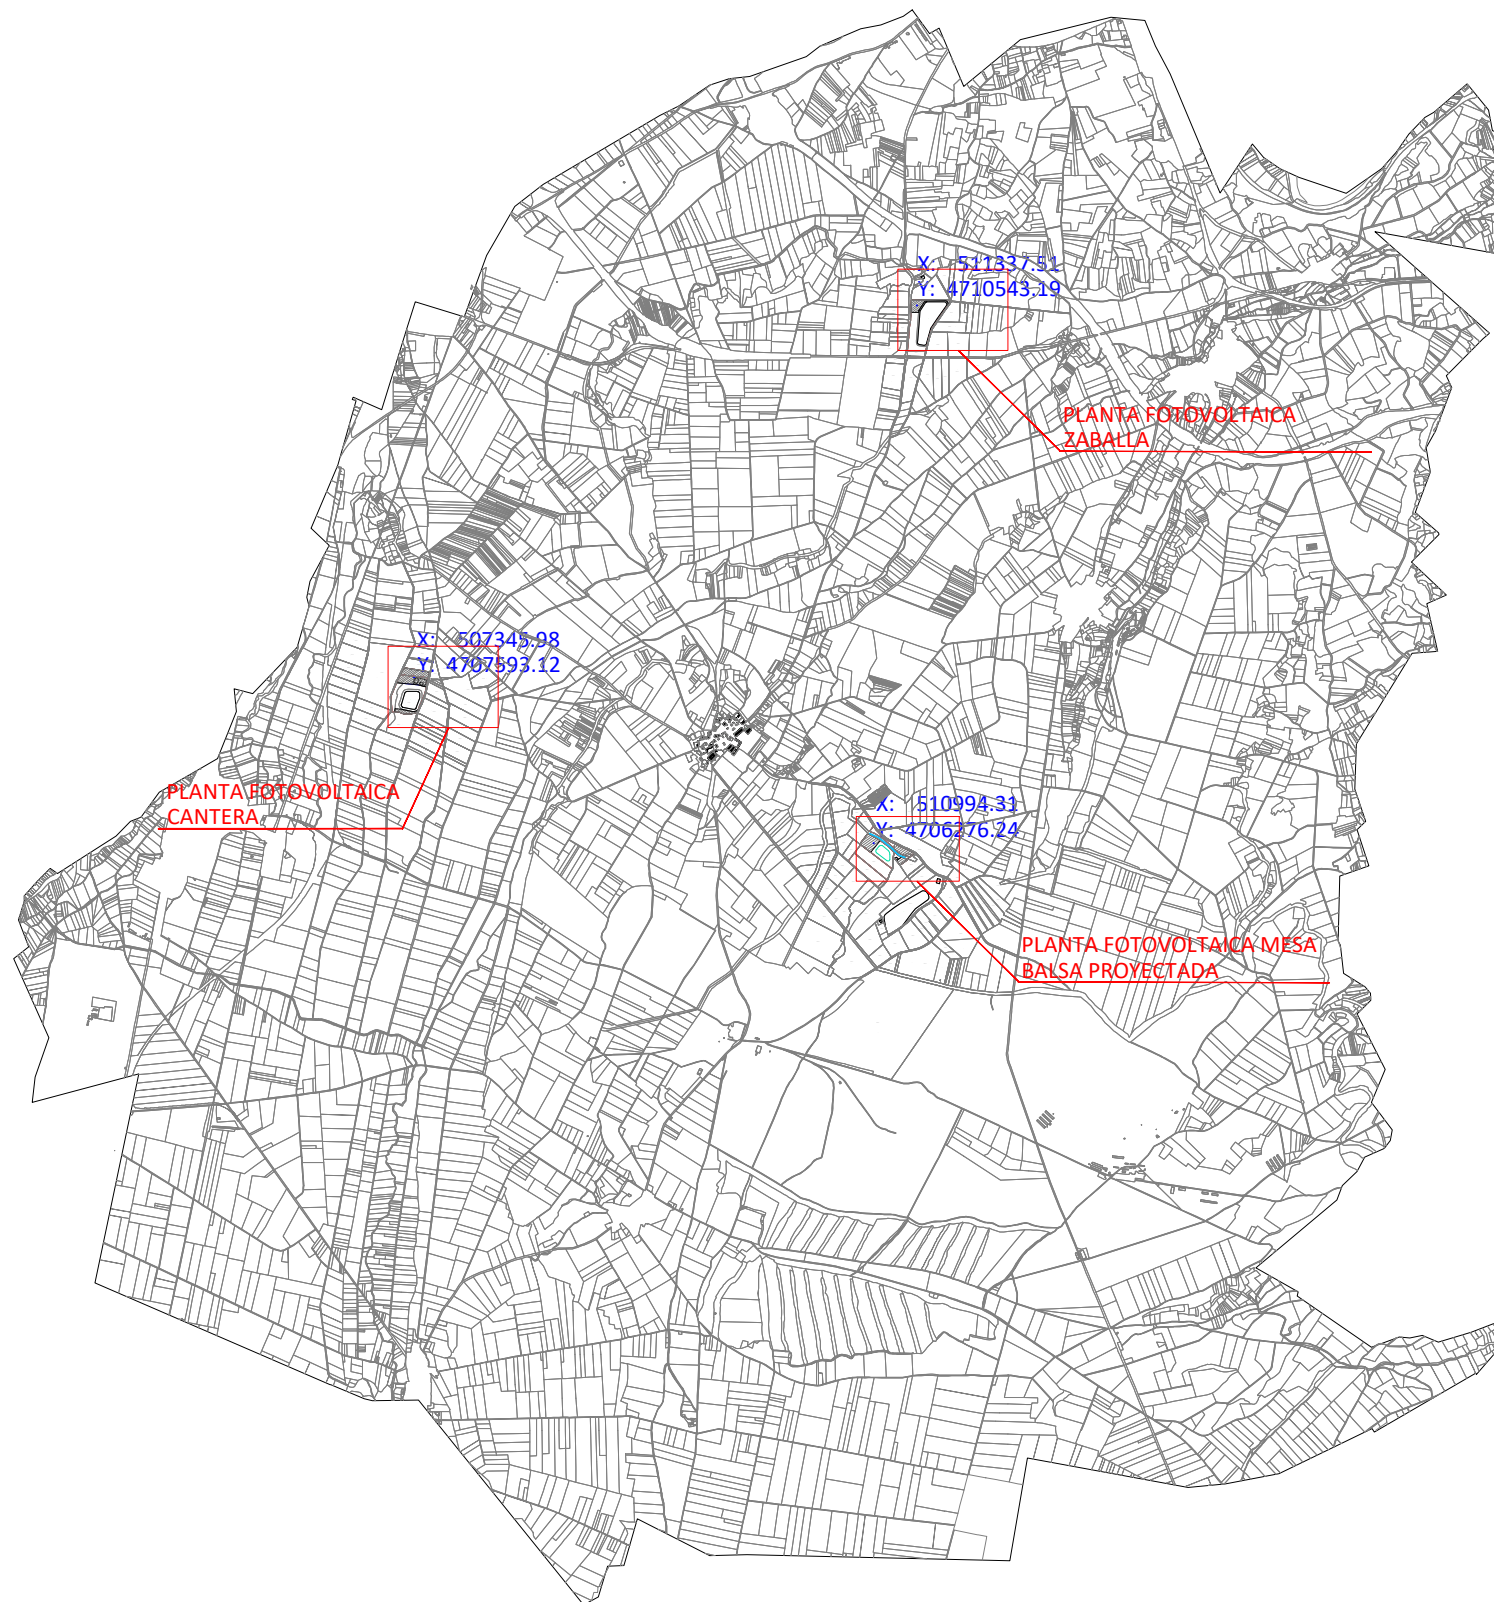 X: 511337.51
Y: 4710543.19
PLANTA FOTOVOLTAICA
ZABALLA
X: 507345.98
Y: 4707593.12
PLANTA FOTOVOLTAICA
CANTERA
X: 510994.31
Y: 4706276.24
PLANTA FOTOVOLTAICA MESA
BALSA PROYECTADA